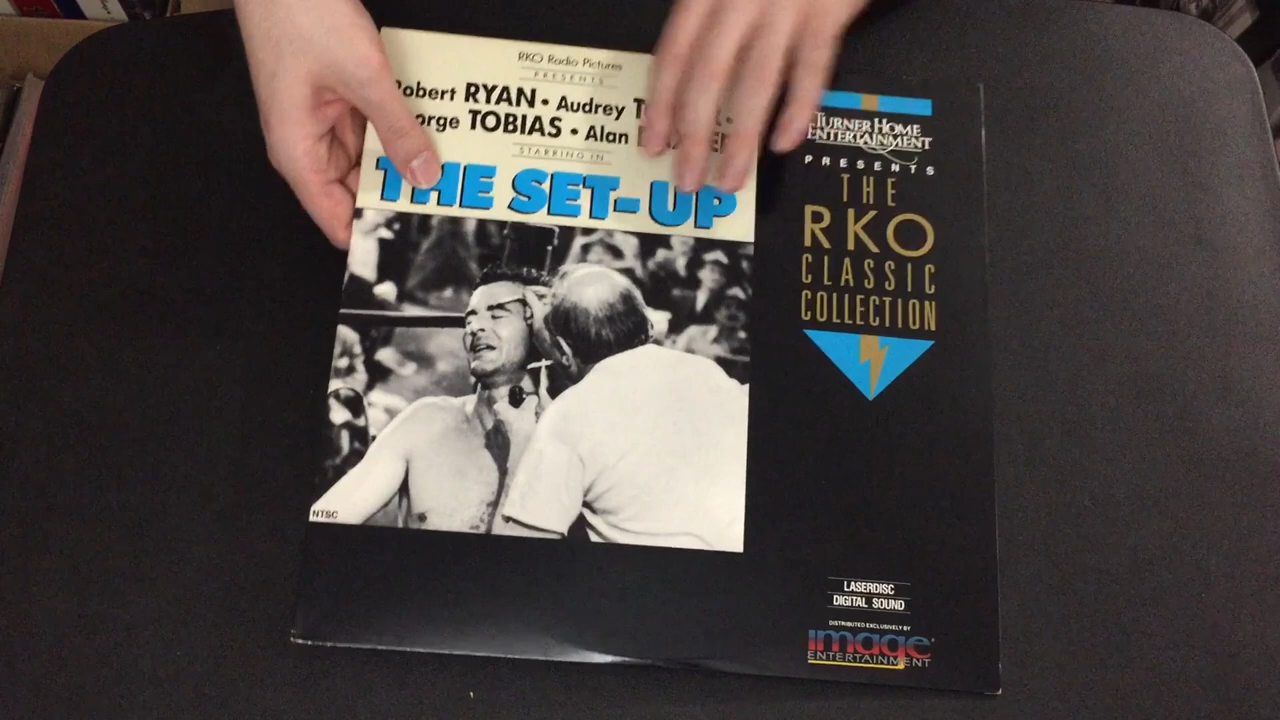 RKO Radio Pictures
PRESENTS
Robert RYAN • Audrey
George TOBIAS • Alan
STARRING IN
THE SET-UP
NTSC
TURNER HOME
ENTERTAINMENT
PRESENTS
THE
RKO
CLASSIC
COLLECTION
LASERDISC
DIGITAL SOUND
DISTRIBUTED EXCLUSIVELY BY
image
ENTERTAINMENT